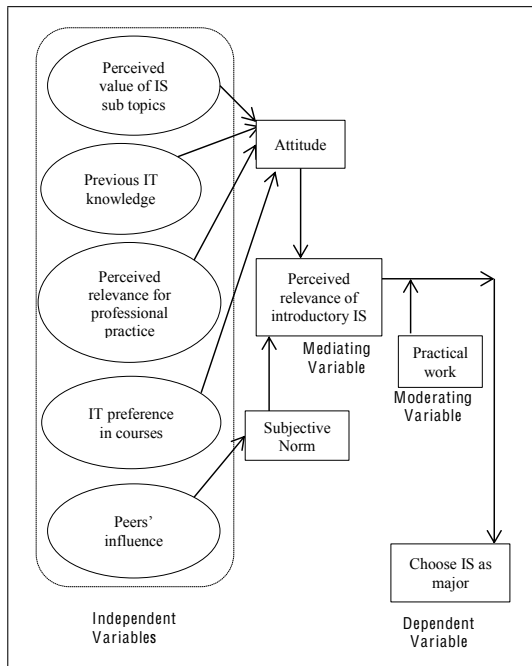 Perceived
value of IS
sub topics
Attitude
Previous IT
knowledge
Perceived
relevance for
professional
practice
Perceived
relevance of
introductory IS
Mediating
Variable
Practical
work
Moderating
Variable
IT preference
in courses
Subjective
Norm
Peers’
influence
Choose IS as
major
Independent
Variables
Dependent
Variable